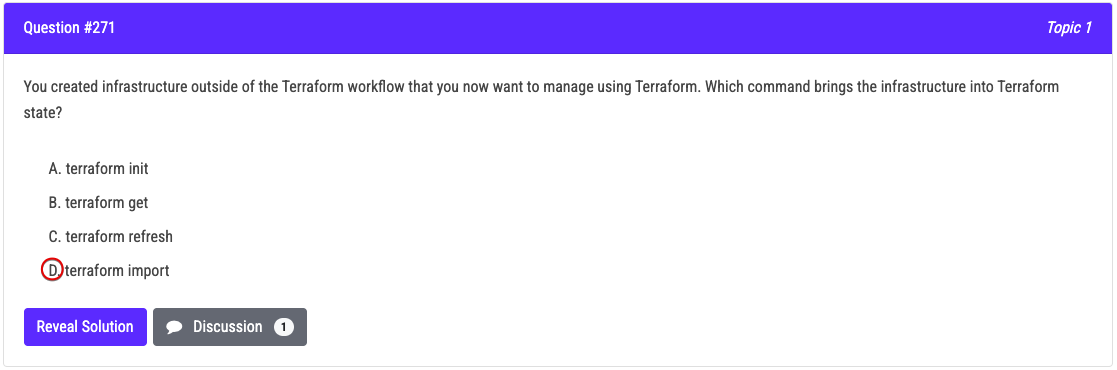 Question #271
Topic 1
You created infrastructure outside of the Terraform workflow that you now want to manage using Terraform. Which command brings the infrastructure into Terraform
state?
A. terraform init
B. terraform get
C. terraform refresh
D. terraform import
Reveal Solution
Discussion 1